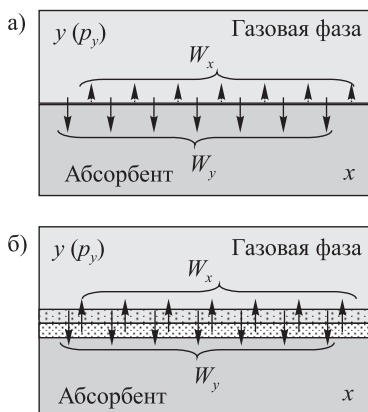 а)
y (p_y) Газовая фаза
W_x
W_y
Абсорбент x
б)
y (p_y) Газовая фаза
W_x
W_y
Абсорбент x